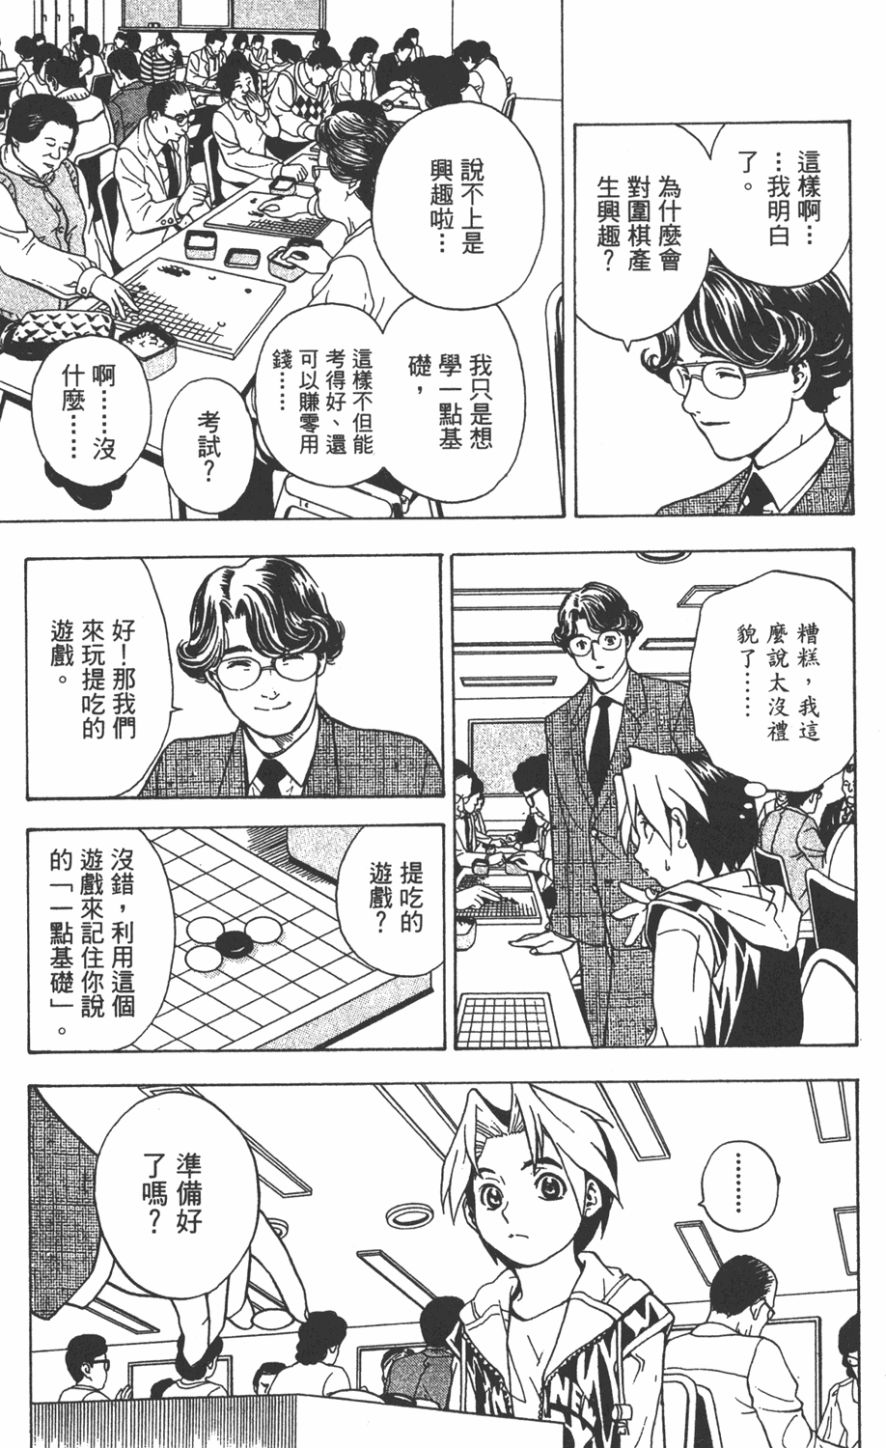 這樣啊…
…我明白
了。
為什麼會
對圍棋產
生興趣？
說不上是
興趣啦…
我只是想
學一點基
礎，
這樣不但能
考得好、還
可以賺零用
錢……
考試？
啊……沒
什麼……
糟糕，我這
麼說太沒禮
貌了……
好！那我們
來玩提吃的
遊戲。
提吃的
遊戲？
沒錯，利用這個
遊戲來記住你說
的「一點基礎」。
……
準備好
了嗎？